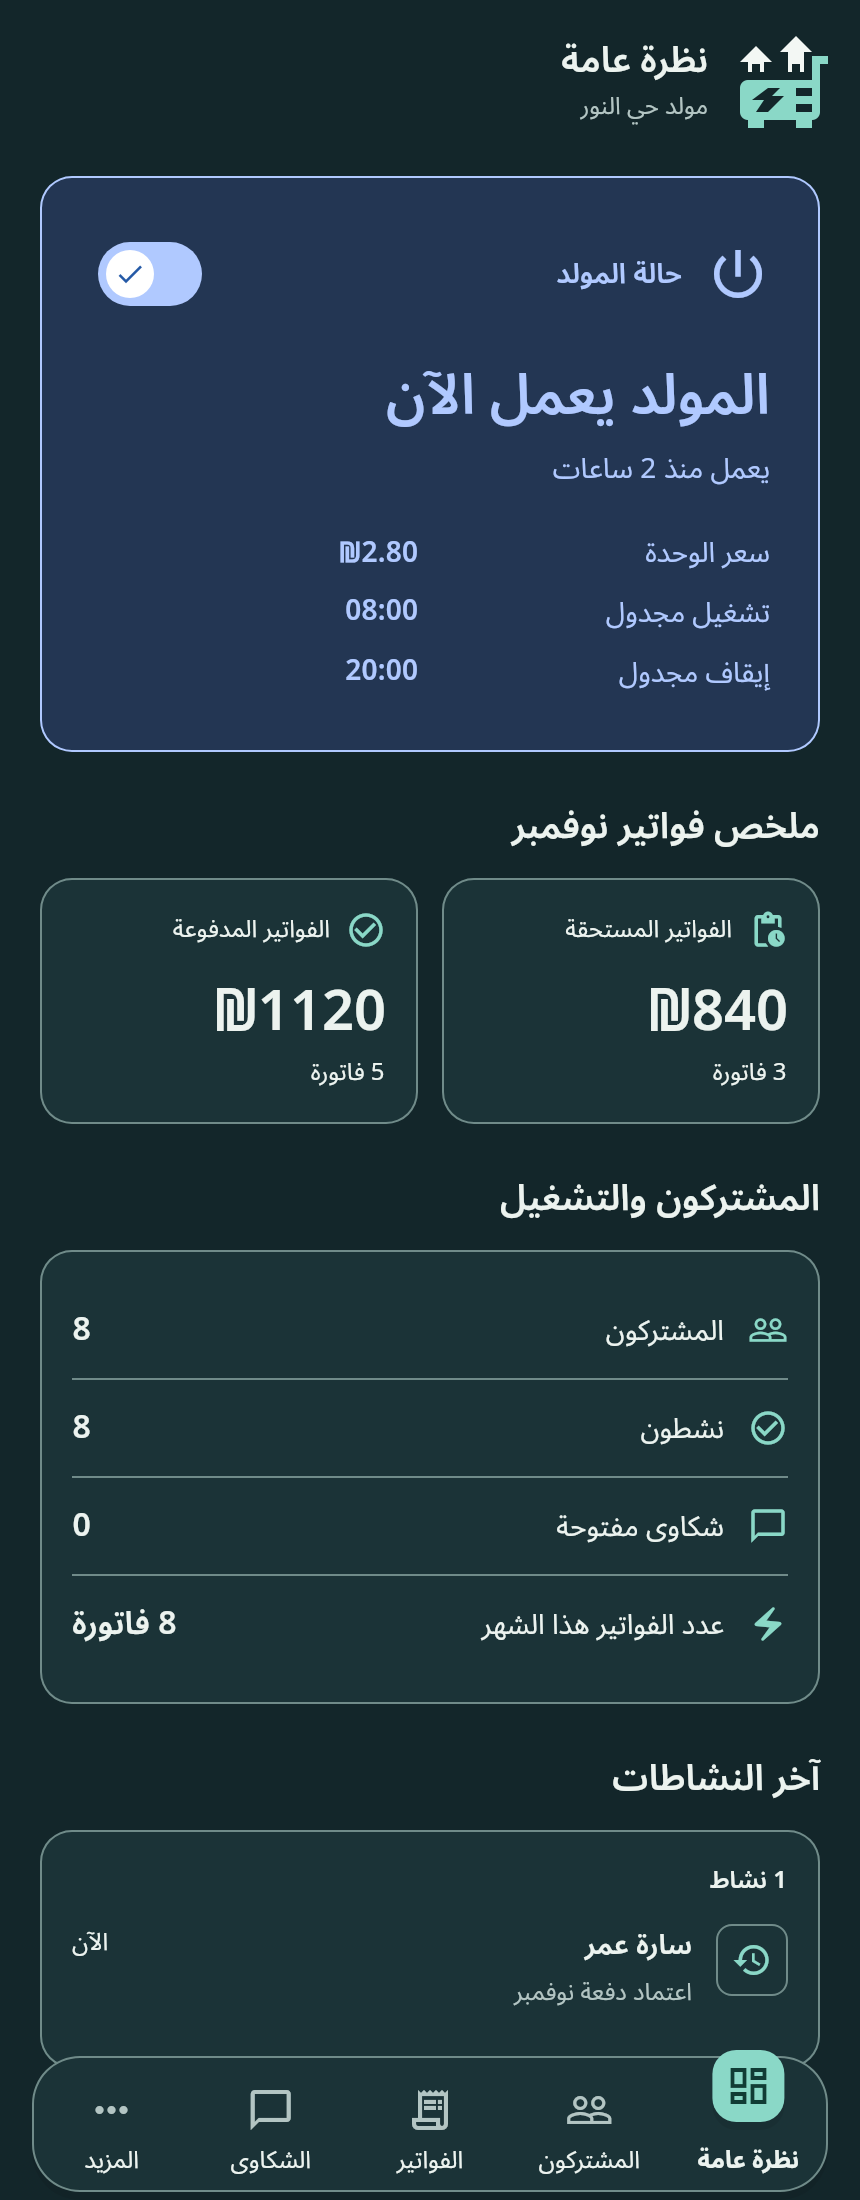 نظرة عامة
مولد حي النور
حالة المولد
المولد يعمل الآن
يعمل منذ 2 ساعات
سعر الوحدة ₪2.80
تشغيل مجدول 08:00
إيقاف مجدول 20:00
ملخص فواتير نوفمبر
الفواتير المستحقة
₪840
3 فاتورة
الفواتير المدفوعة
₪1120
5 فاتورة
المشتركون والتشغيل
المشتركون 8
نشطون 8
شكاوى مفتوحة 0
عدد الفواتير هذا الشهر 8 فاتورة
آخر النشاطات
1 نشاط
سارة عمر الآن
اعتماد دفعة نوفمبر
نظرة عامة المشتركون الفواتير الشكاوى المزيد